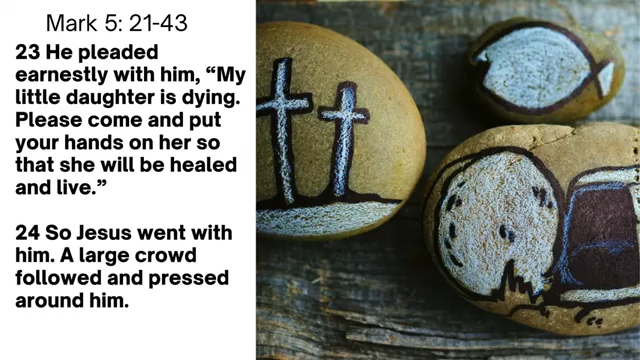 Mark 5: 21-43
23 He pleaded
earnestly with him, “My
little daughter is dying.
Please come and put
your hands on her so
that she will be healed
and live.”
24 So Jesus went with
him. A large crowd
followed and pressed
around him.